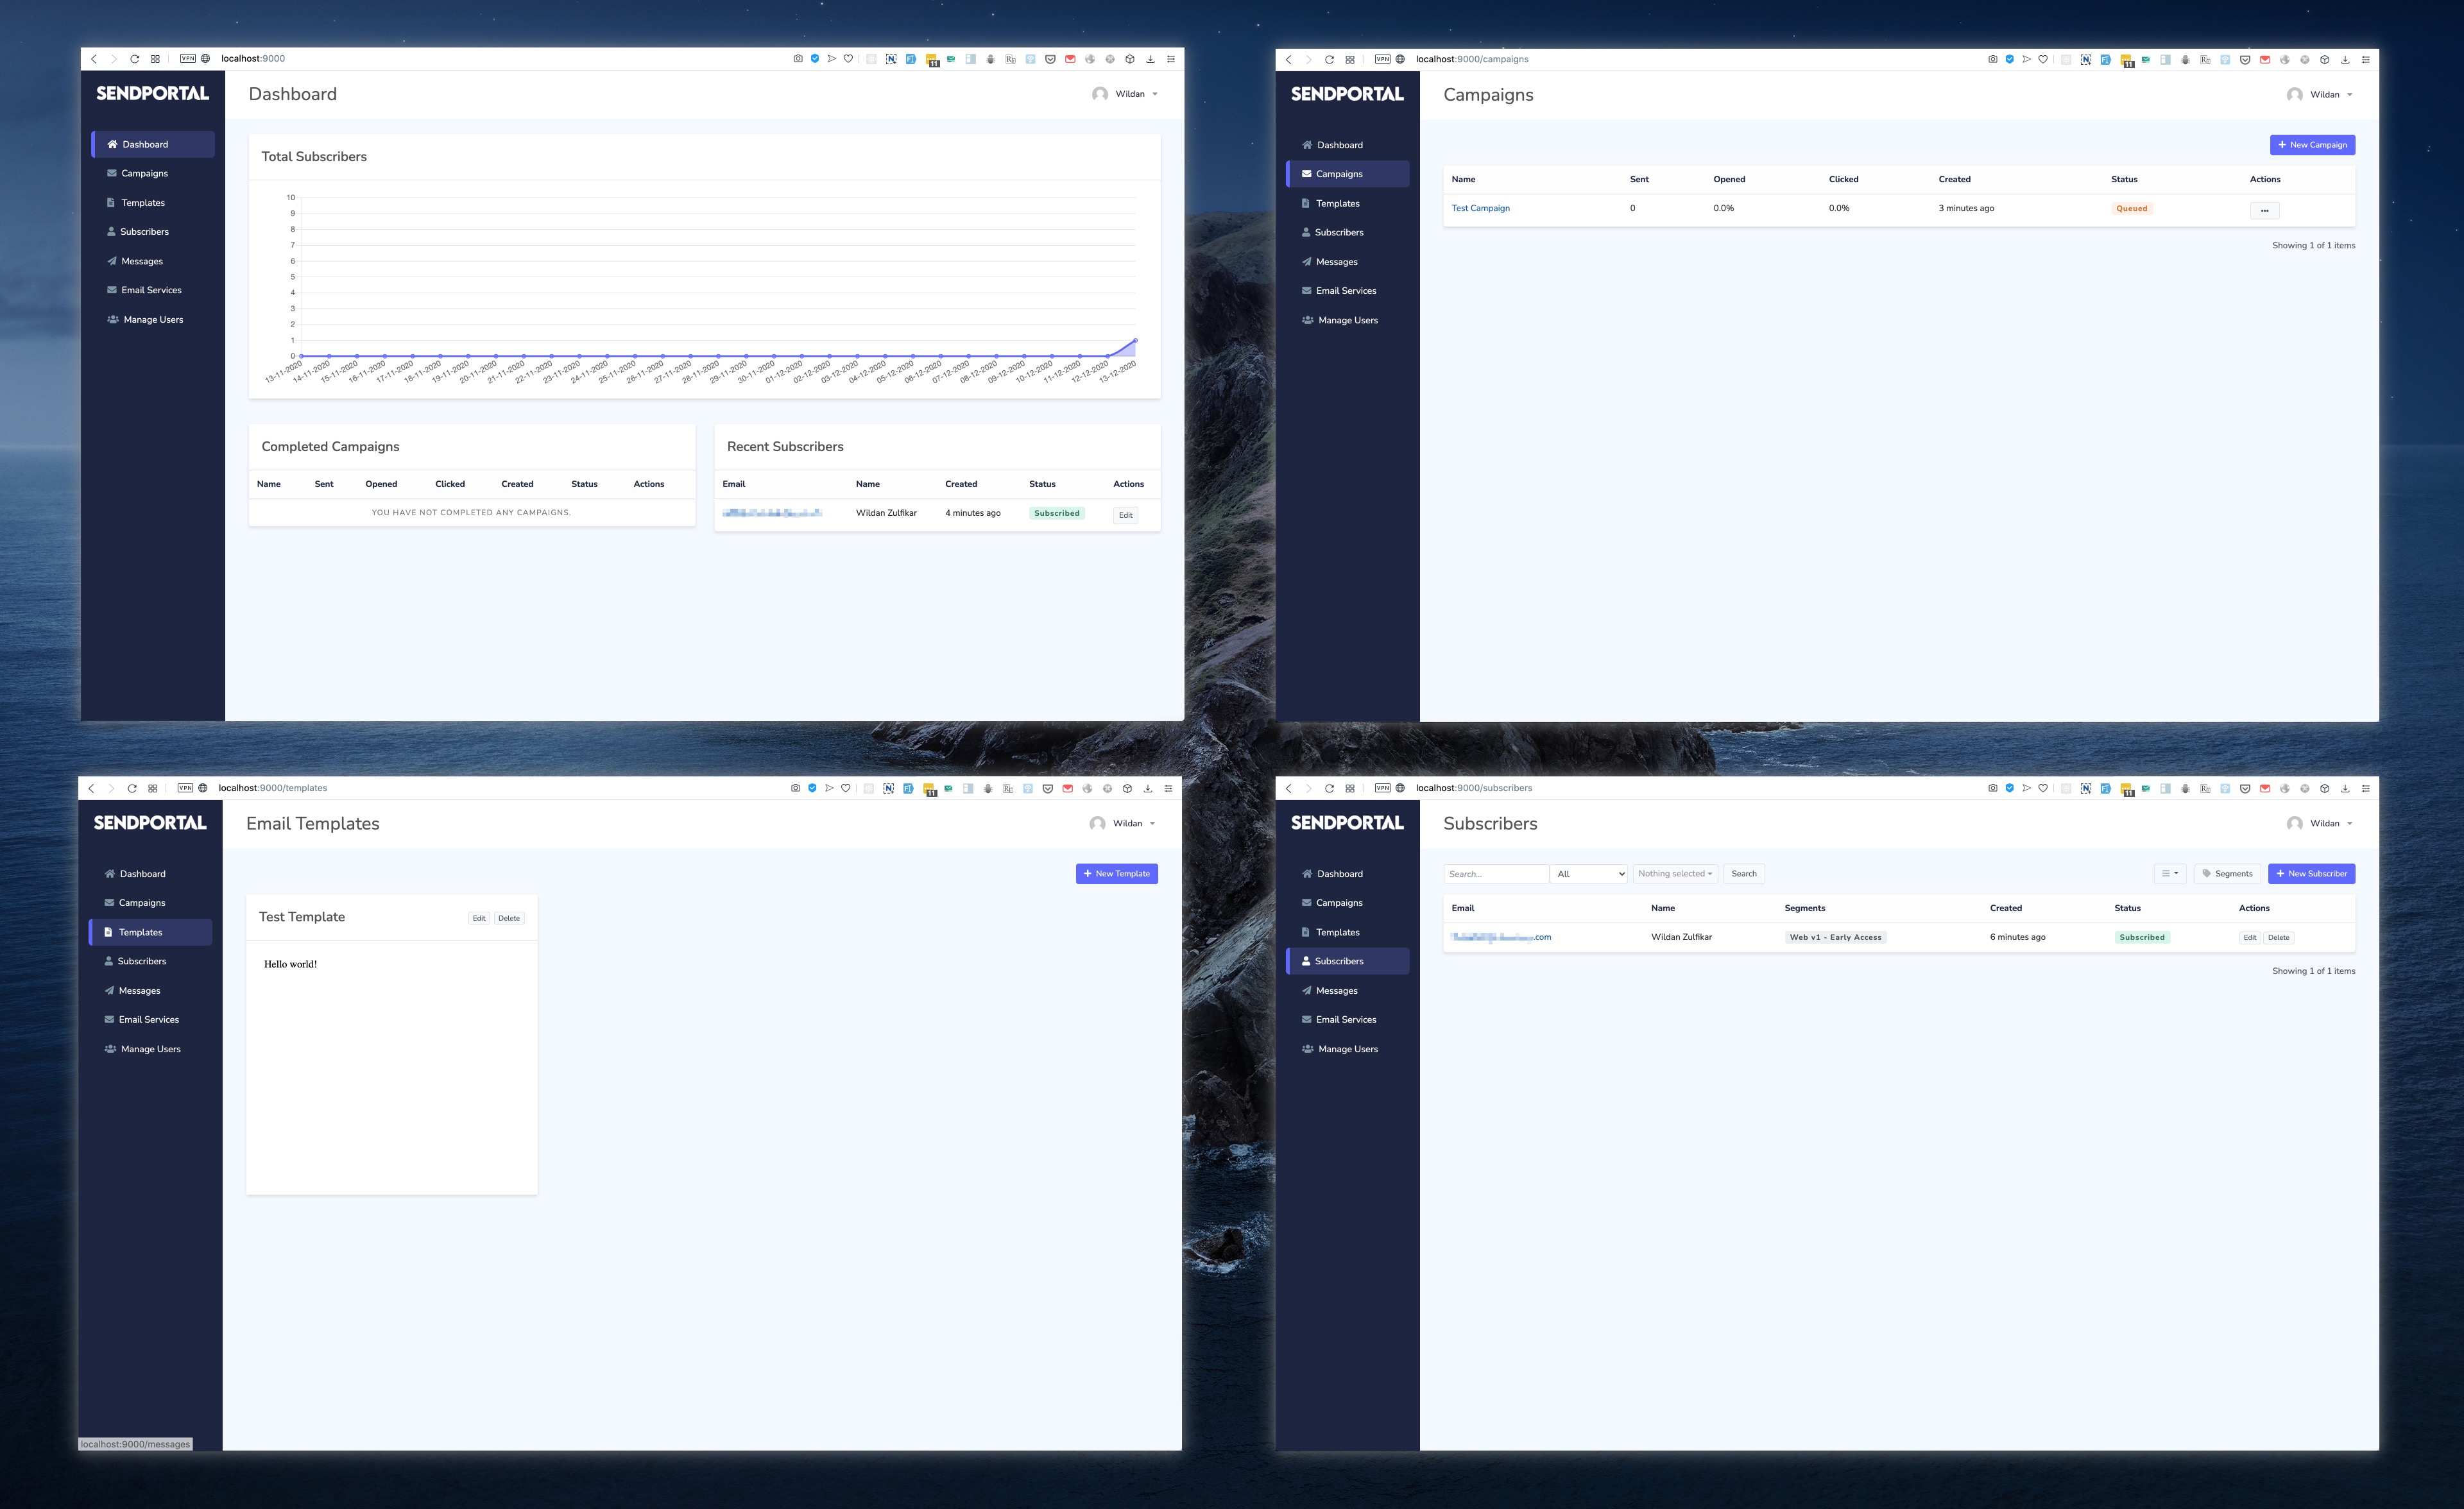 VPN localhost:9000
11
SENDPORTAL
Dashboard
Wildan
Dashboard
Campaigns
Templates
Subscribers
Messages
Email Services
Manage Users
Total Subscribers
10
9
8
7
6
5
4
3
2
1
0
13-11-2020 14-11-2020 15-11-2020 16-11-2020 17-11-2020 18-11-2020 19-11-2020 20-11-2020 21-11-2020 22-11-2020 23-11-2020 24-11-2020 25-11-2020 26-11-2020 27-11-2020 28-11-2020 29-11-2020 30-11-2020 01-12-2020 02-12-2020 03-12-2020 04-12-2020 05-12-2020 06-12-2020 07-12-2020 08-12-2020 09-12-2020 10-12-2020 11-12-2020 12-12-2020 13-12-2020
Completed Campaigns
Name Sent Opened Clicked Created Status Actions
YOU HAVE NOT COMPLETED ANY CAMPAIGNS.
Recent Subscribers
Email Name Created Status Actions
Wildan Zulfikar 4 minutes ago Subscribed Edit
VPN localhost:9000/campaigns
11
SENDPORTAL
Campaigns
Wildan
Dashboard
Campaigns
Templates
Subscribers
Messages
Email Services
Manage Users
+ New Campaign
Name Sent Opened Clicked Created Status Actions
Test Campaign 0 0.0% 0.0% 3 minutes ago Queued ...
Showing 1 of 1 items
VPN localhost:9000/templates
11
SENDPORTAL
Email Templates
Wildan
Dashboard
Campaigns
Templates
Subscribers
Messages
Email Services
Manage Users
+ New Template
Test Template Edit Delete
Hello world!
localhost:9000/messages
VPN localhost:9000/subscribers
11
SENDPORTAL
Subscribers
Wildan
Dashboard
Campaigns
Templates
Subscribers
Messages
Email Services
Manage Users
Search... All Nothing selected Search Segments + New Subscriber
Email Name Segments Created Status Actions
.com Wildan Zulfikar Web v1 - Early Access 6 minutes ago Subscribed Edit Delete
Showing 1 of 1 items